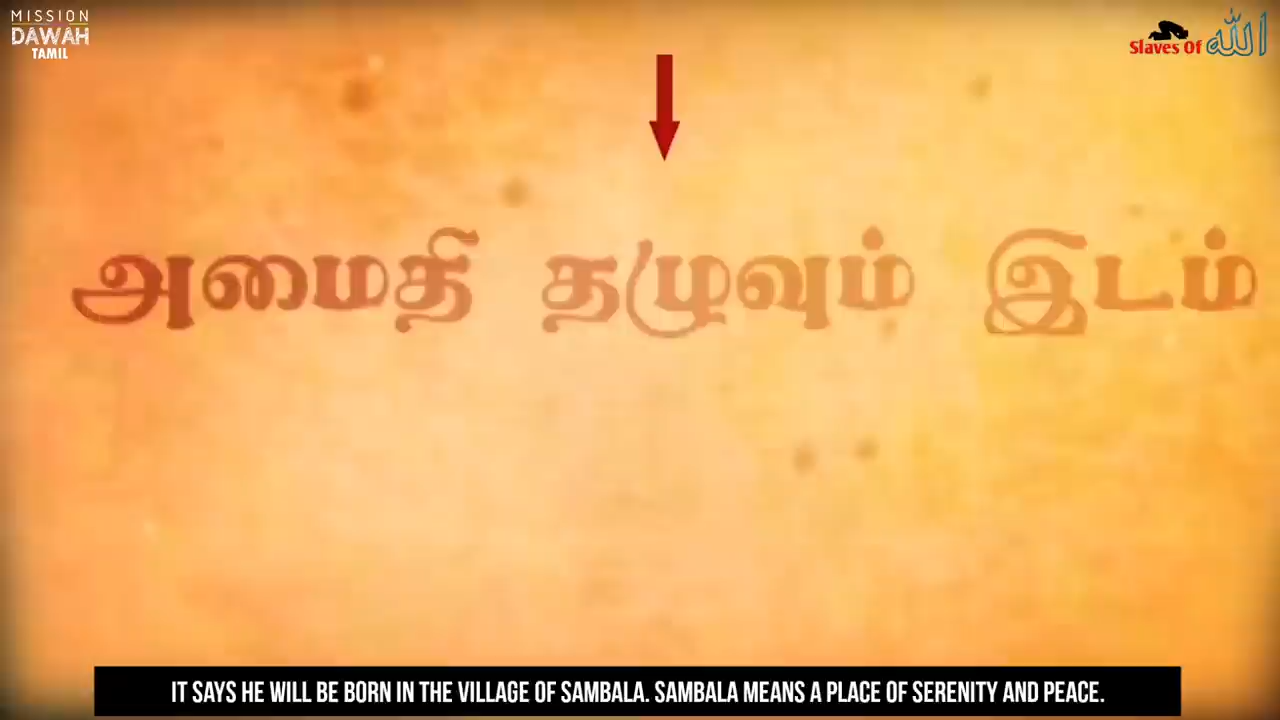 MISSION
DAWAH
TAMIL
Slaves Of الله
அமைதி தழுவும் இடம்
IT SAYS HE WILL BE BORN IN THE VILLAGE OF SAMBALA. SAMBALA MEANS A PLACE OF SERENITY AND PEACE.